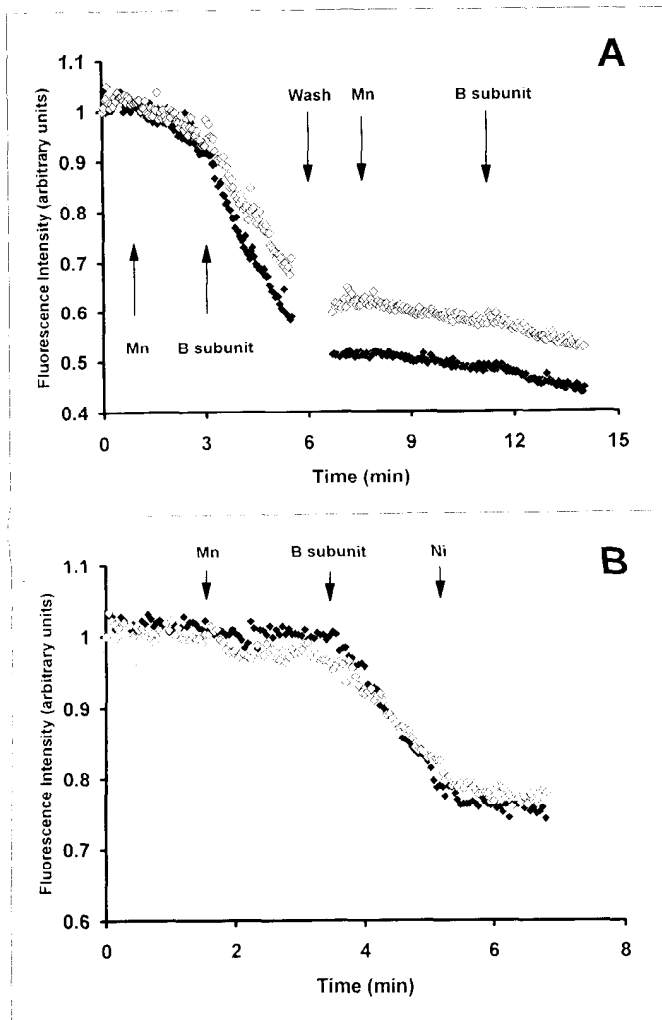 A
1.1
1
0.9
0.8
0.7
0.6
0.5
0.4
Fluorescence Intensity (arbitrary units)
Wash
Mn
B subunit
Mn
B subunit
0
3
6
9
12
15
Time (min)
B
Mn
B subunit
Ni
1.1
1
0.9
0.8
0.7
0.6
Fluorescence Intensity (arbitrary units)
0
2
4
6
8
Time (min)